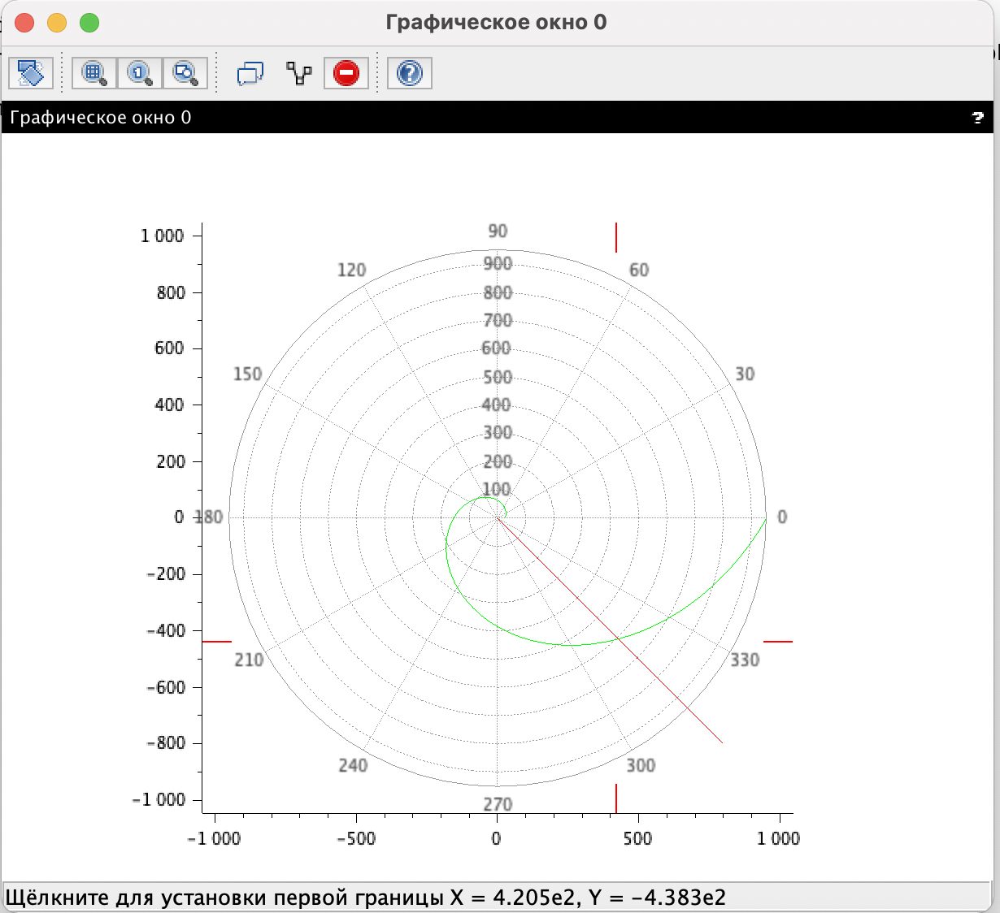 Графическое окно 0
Графическое окно 0 ?
90
1 000
120 900 60
800 800
700
600 600
150 500 30
400 400
300
200 200
100
0 180 0
-200
-400
210 330
-600
-800
240 300
270
-1 000
-1 000 -500 0 500 1 000
Щёлкните для установки первой границы X = 4.205e2, Y = -4.383e2